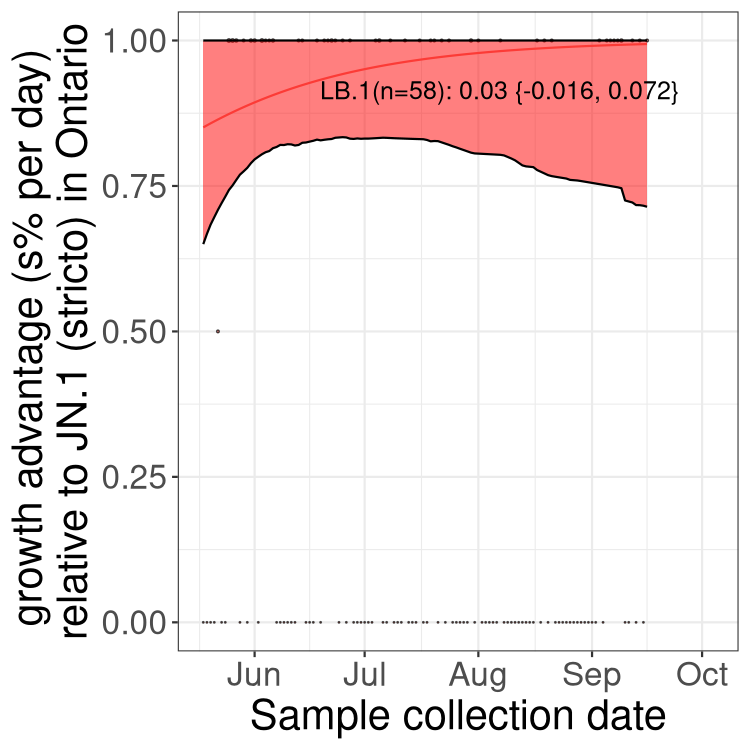 growth advantage (s% per day)
relative to JN.1 (stricto) in Ontario
1.00
0.75
0.50
0.25
0.00
LB.1(n=58): 0.03 {-0.016, 0.072}
Jun Jul Aug Sep Oct
Sample collection date